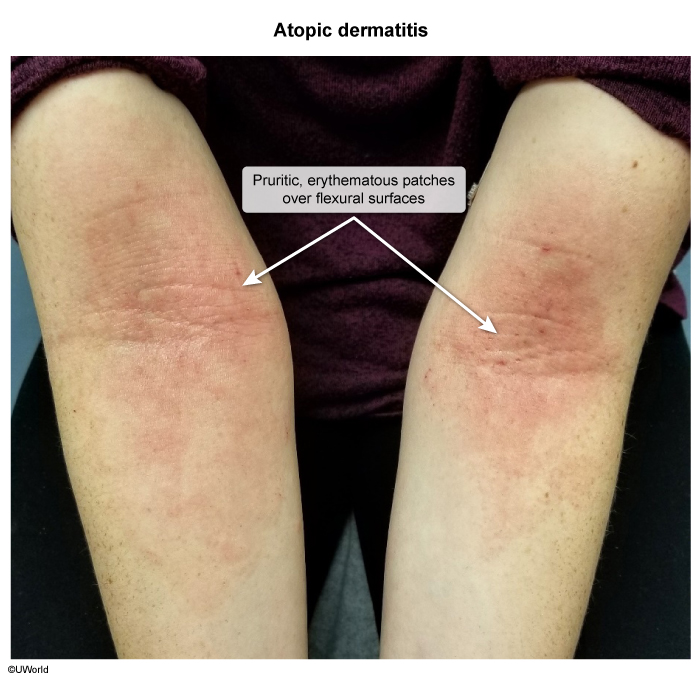 Atopic dermatitis
Pruritic, erythematous patches
over flexural surfaces
©UWorld